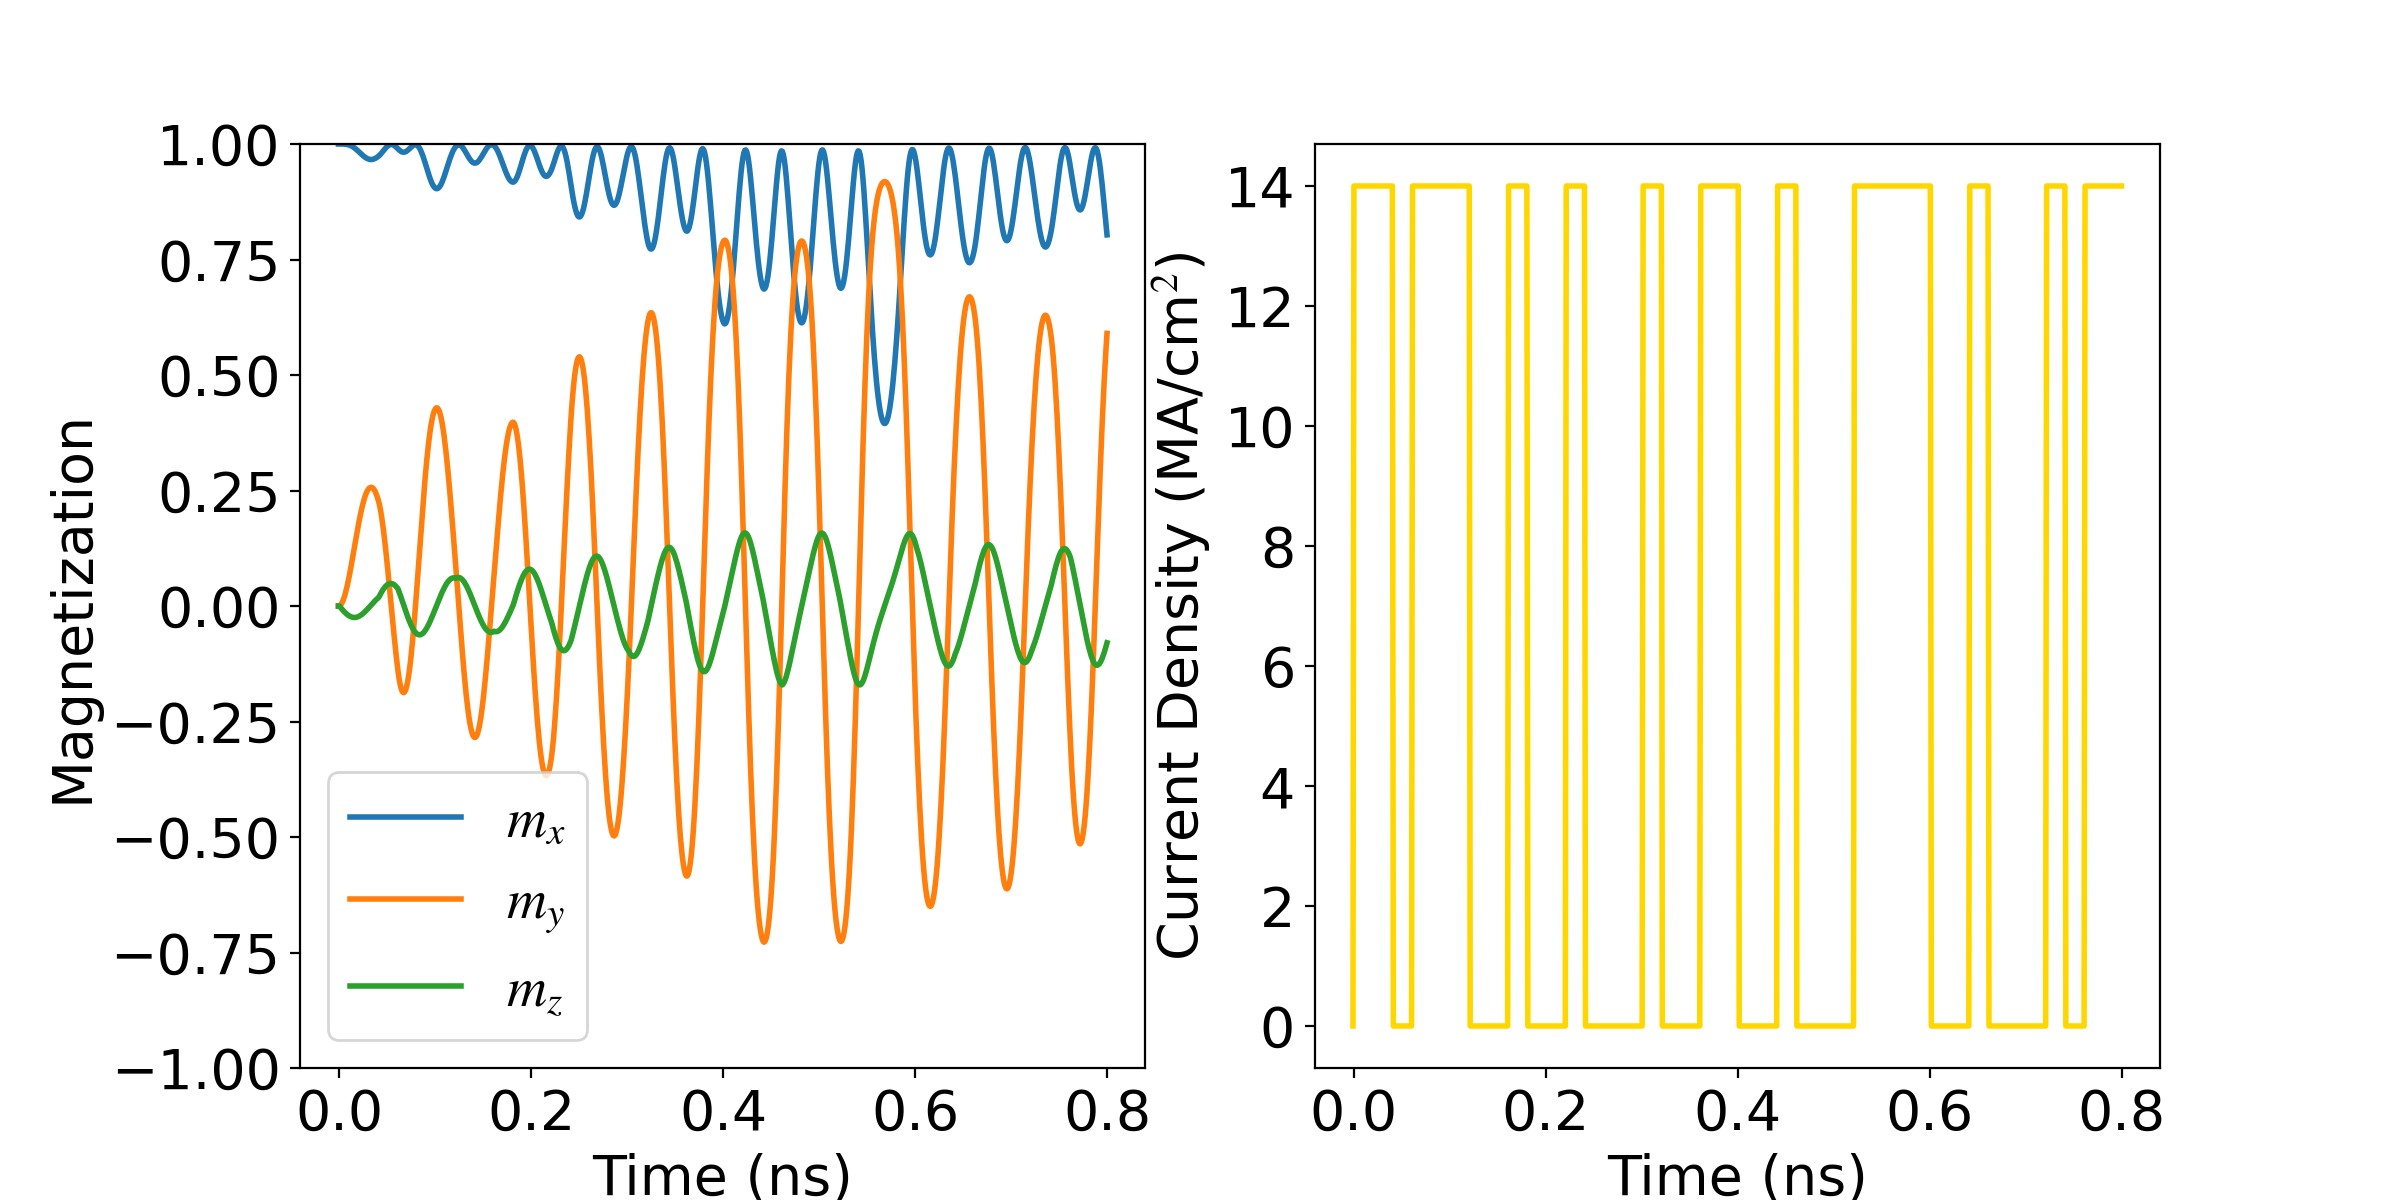 Magnetization
1.00
0.75
0.50
0.25
0.00
−0.25
−0.50
−0.75
−1.00
0.0 0.2 0.4 0.6 0.8
Time (ns)
m_x
m_y
m_z
Current Density (MA/cm²)
14
12
10
8
6
4
2
0
0.0 0.2 0.4 0.6 0.8
Time (ns)